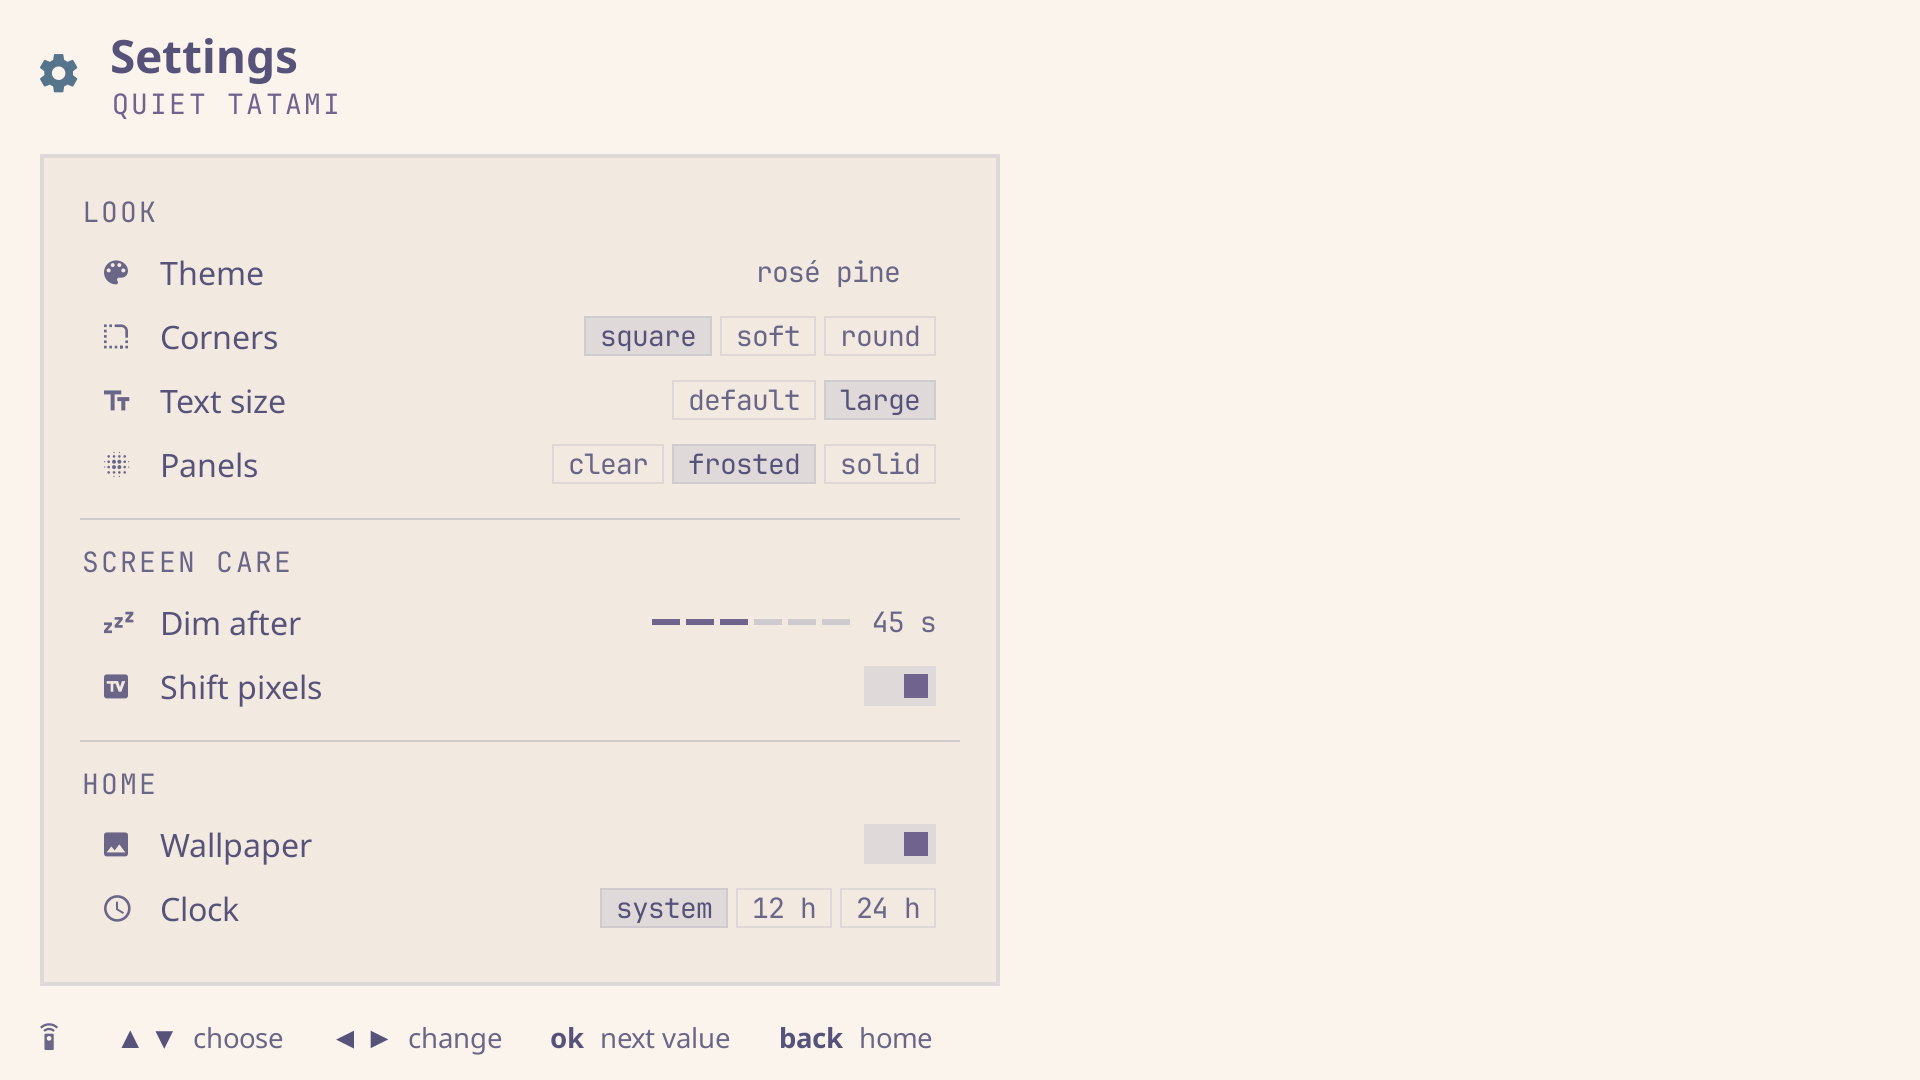 Settings
QUIET TATAMI
LOOK
Theme rosé pine
Corners square soft round
Text size default large
Panels clear frosted solid
SCREEN CARE
Dim after 45 s
Shift pixels
HOME
Wallpaper
Clock system 12 h 24 h
▲ ▼ choose ◀ ▶ change ok next value back home